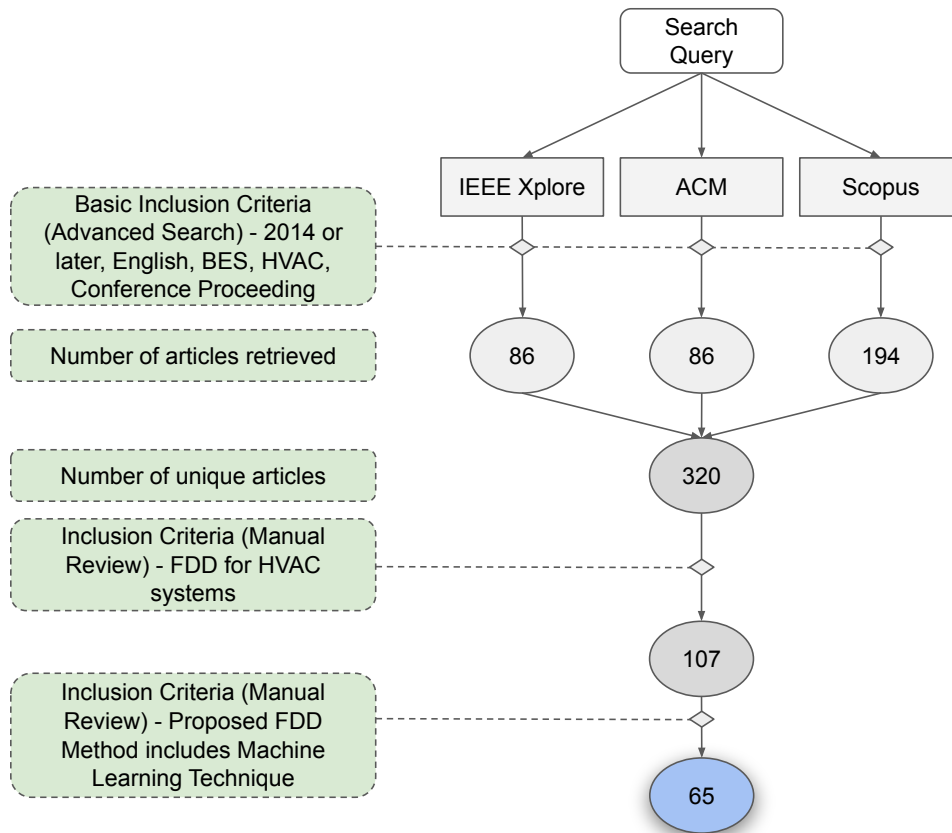 Search
Query
IEEE Xplore
ACM
Scopus
Basic Inclusion Criteria
(Advanced Search) - 2014 or
later, English, BES, HVAC,
Conference Proceeding
Number of articles retrieved
86
86
194
Number of unique articles
320
Inclusion Criteria (Manual
Review) - FDD for HVAC
systems
107
Inclusion Criteria (Manual
Review) - Proposed FDD
Method includes Machine
Learning Technique
65